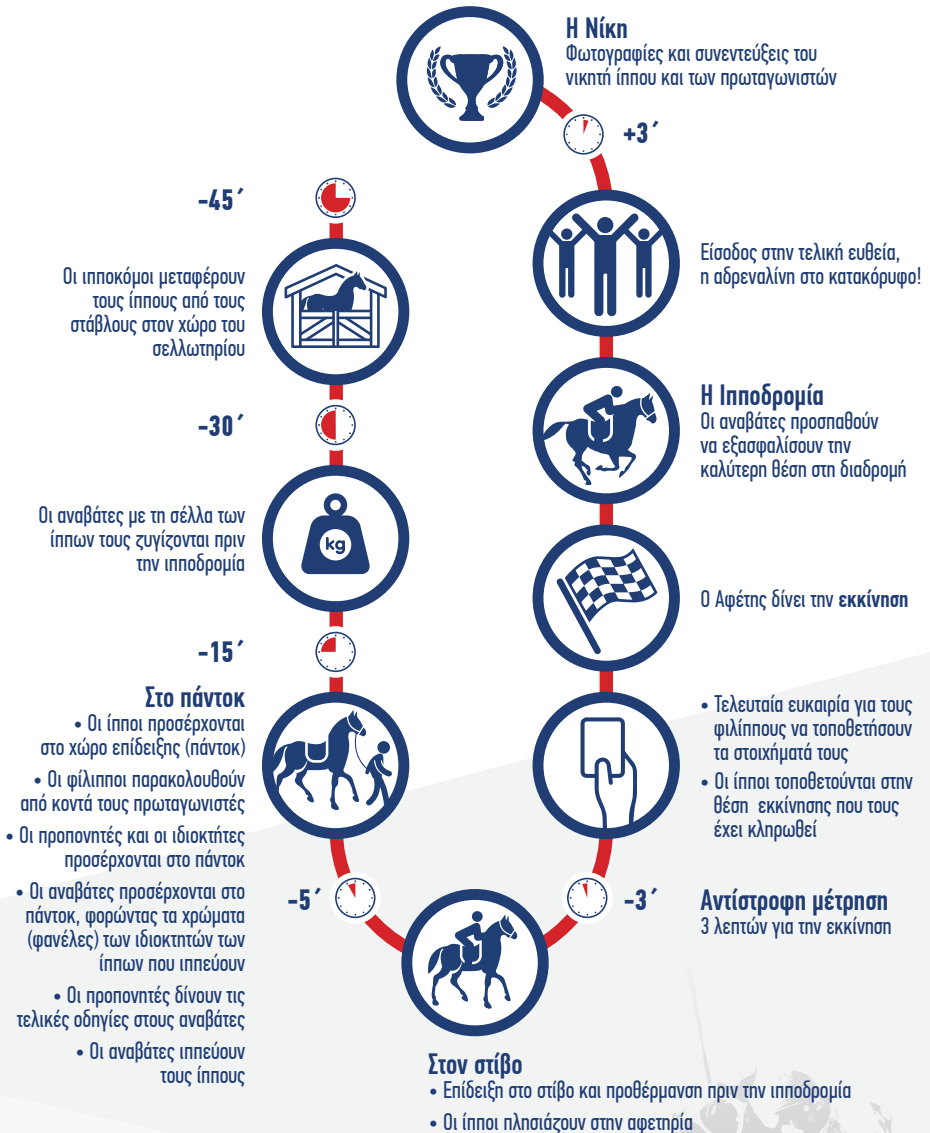 -45΄
Οι ιπποκόμοι μεταφέρουν
τους ίππους από τους
στάβλους στον χώρο του
σελλωτηρίου
-30΄
Οι αναβάτες με τη σέλλα των
ίππων τους ζυγίζονται πριν
την ιπποδρομία
kg
-15΄
Στο πάντοκ
• Οι ίπποι προσέρχονται
στο χώρο επίδειξης (πάντοκ)
• Οι φίλιπποι παρακολουθούν
από κοντά τους πρωταγωνιστές
• Οι προπονητές και οι ιδιοκτήτες
προσέρχονται στο πάντοκ
• Οι αναβάτες προσέρχονται στο
πάντοκ, φορώντας τα χρώματα
(φανέλες) των ιδιοκτητών των
ίππων που ιππεύουν
• Οι προπονητές δίνουν τις
τελικές οδηγίες στους αναβάτες
• Οι αναβάτες ιππεύουν
τους ίππους
-5΄
Στον στίβο
• Επίδειξη στο στίβο και προθέρμανση πριν την ιπποδρομία
• Οι ίπποι πλησιάζουν στην αφετηρία
-3΄
Αντίστροφη μέτρηση
3 λεπτών για την εκκίνηση
• Τελευταία ευκαιρία για τους
φιλίππους να τοποθετήσουν
τα στοιχήματά τους
• Οι ίπποι τοποθετούνται στην
θέση εκκίνησης που τους
έχει κληρωθεί
Ο Αφέτης δίνει την εκκίνηση
Η Ιπποδρομία
Οι αναβάτες προσπαθούν
να εξασφαλίσουν την
καλύτερη θέση στη διαδρομή
Είσοδος στην τελική ευθεία,
η αδρεναλίνη στο κατακόρυφο!
+3΄
Η Νίκη
Φωτογραφίες και συνεντεύξεις του
νικητή ίππου και των πρωταγωνιστών